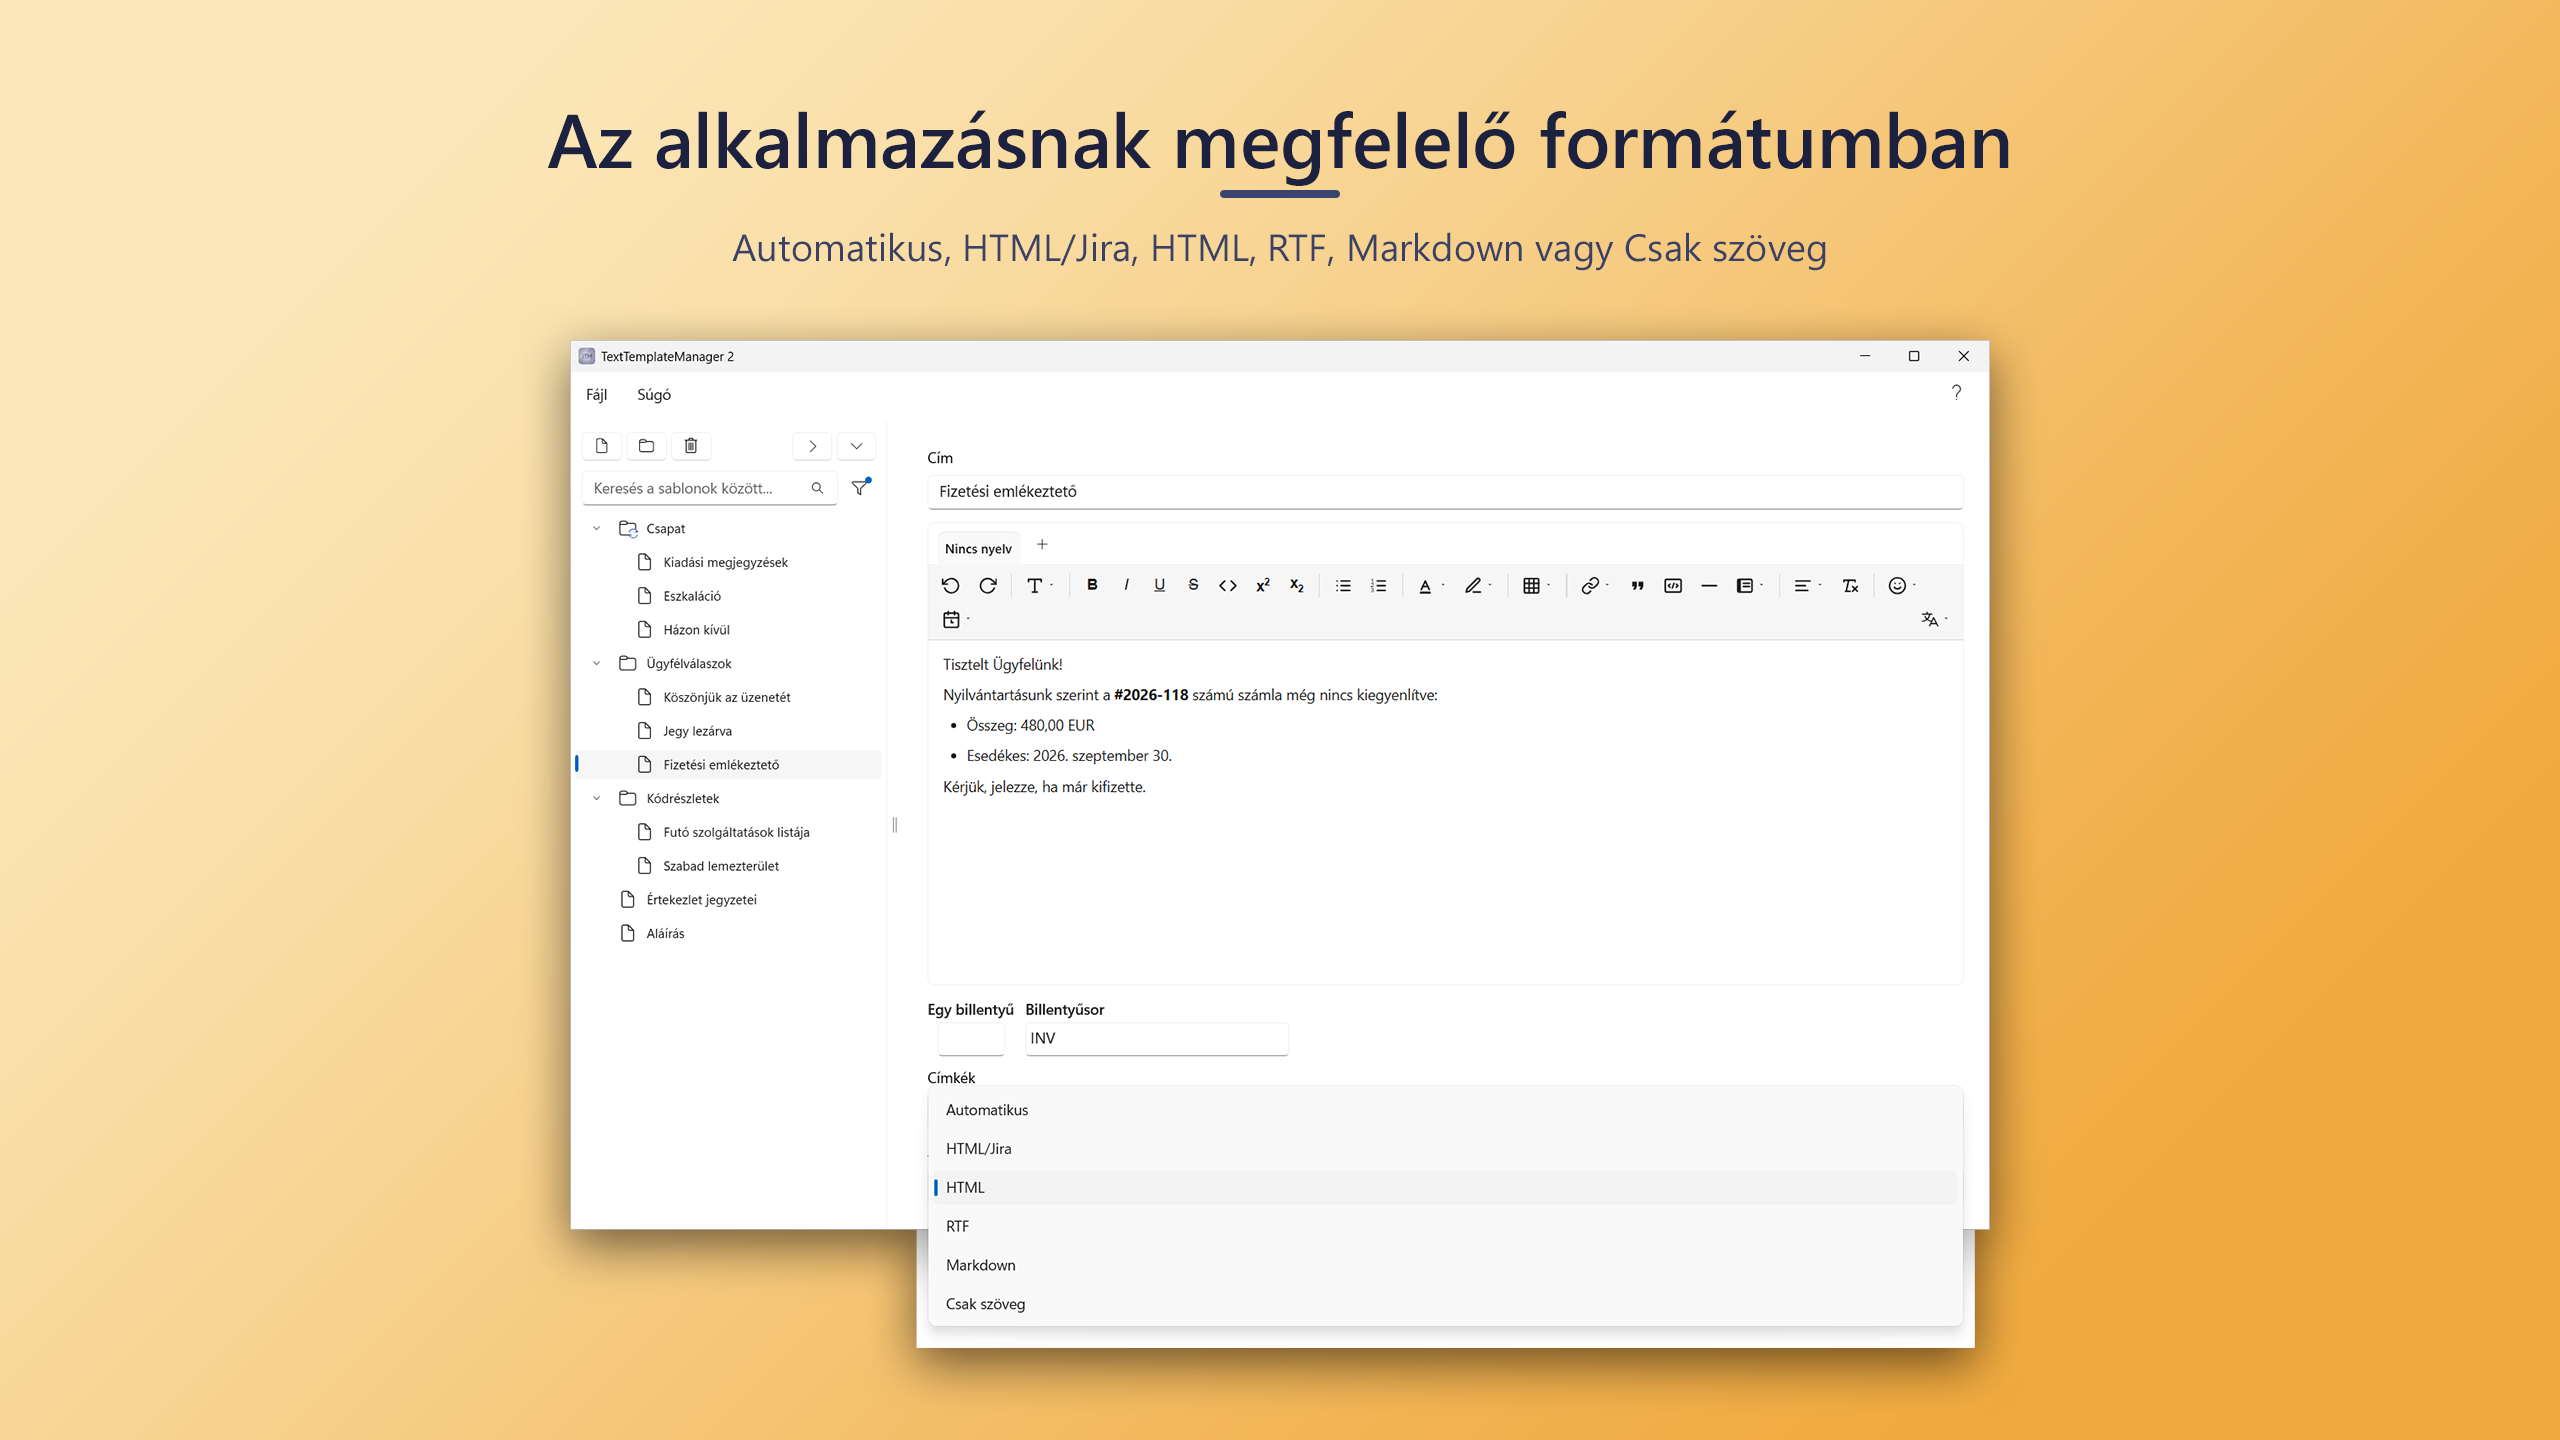 Az alkalmazásnak megfelelő formátumban
Automatikus, HTML/Jira, HTML, RTF, Markdown vagy Csak szöveg
TextTemplateManager 2
Fájl Súgó
Keresés a sablonok között...
Csapat
Kiadási megjegyzések
Eszkaláció
Házon kívül
Ügyfélválaszok
Köszönjük az üzenetét
Jegy lezárva
Fizetési emlékeztető
Kódrészletek
Futó szolgáltatások listája
Szabad lemezterület
Értekezlet jegyzetei
Aláírás
Cím
Fizetési emlékeztető
Nincs nyelv
Tisztelt Ügyfelünk!
Nyilvántartásunk szerint a #2026-118 számú számla még nincs kiegyenlítve:
• Összeg: 480,00 EUR
• Esedékes: 2026. szeptember 30.
Kérjük, jelezze, ha már kifizette.
Egy billentyű Billentyűsor
INV
Címkék
Automatikus
HTML/Jira
HTML
RTF
Markdown
Csak szöveg